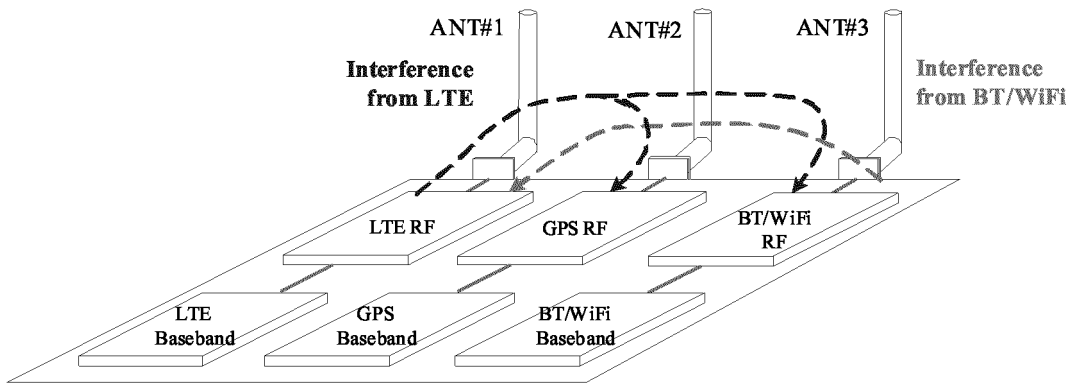 ANT#1
ANT#2
ANT#3
Interference
from LTE
Interference
from BT/WiFi
LTE RF
GPS RF
BT/WiFi
RF
LTE
Baseband
GPS
Baseband
BT/WiFi
Baseband